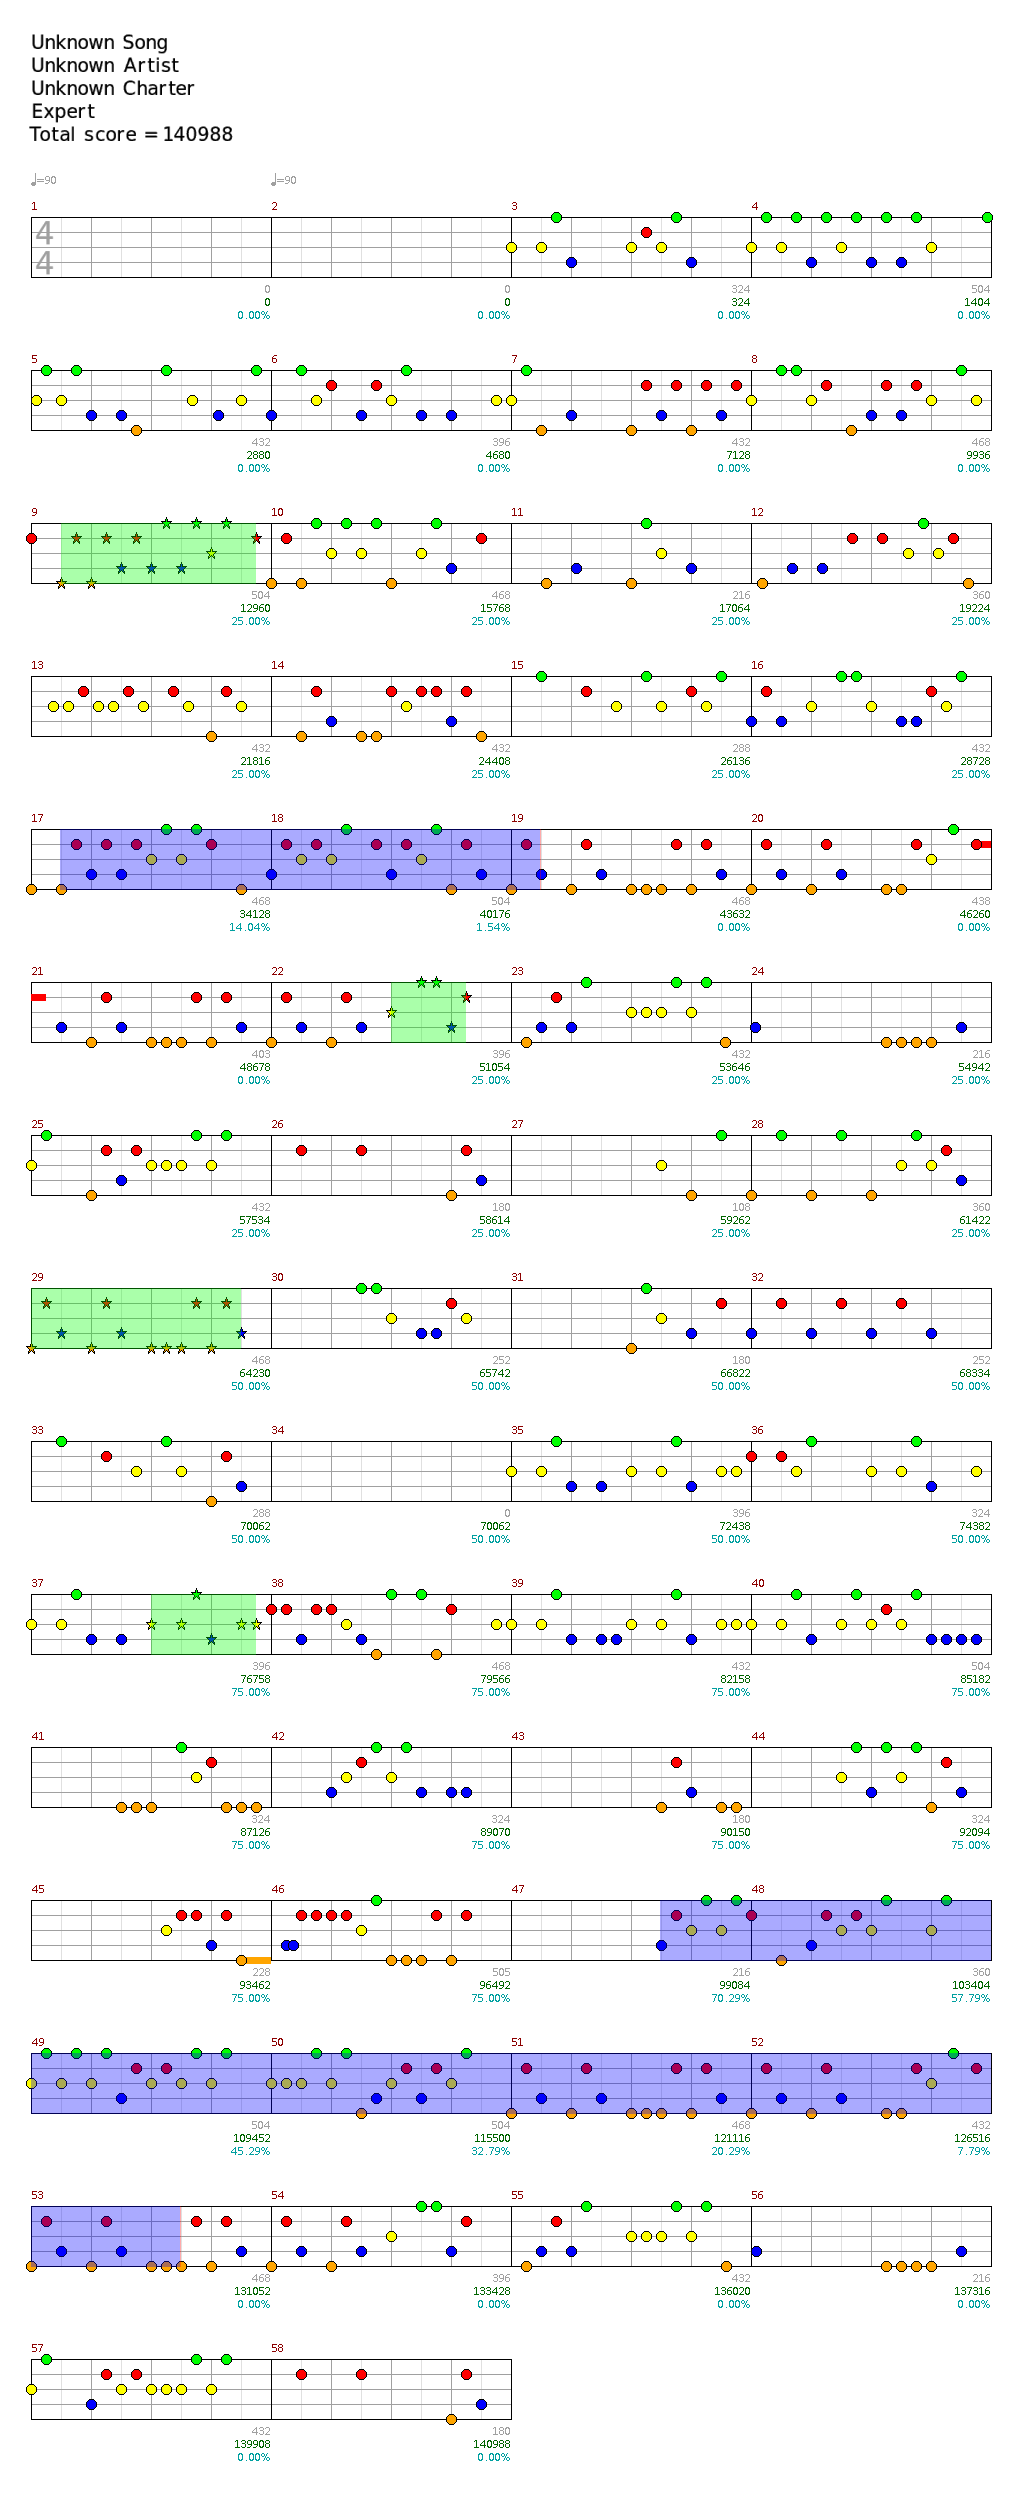 Unknown Song
Unknown Artist
Unknown Charter
Expert
Total score = 140988
♩=90 ♩=90
1 2 3 4
4
4
0 0 324 504
0 0 324 1404
0.00% 0.00% 0.00% 0.00%
5 6 7 8
432 396 432 468
2880 4680 7128 9936
0.00% 0.00% 0.00% 0.00%
9 10 11 12
504 468 216 360
12960 15768 17064 19224
25.00% 25.00% 25.00% 25.00%
13 14 15 16
432 432 288 432
21816 24408 26136 28728
25.00% 25.00% 25.00% 25.00%
17 18 19 20
468 504 468 438
34128 40176 43632 46260
14.04% 1.54% 0.00% 0.00%
21 22 23 24
403 396 432 216
48678 51054 53646 54942
0.00% 25.00% 25.00% 25.00%
25 26 27 28
432 180 108 360
57534 58614 59262 61422
25.00% 25.00% 25.00% 25.00%
29 30 31 32
468 252 180 252
64230 65742 66822 68334
50.00% 50.00% 50.00% 50.00%
33 34 35 36
288 0 396 324
70062 70062 72438 74382
50.00% 50.00% 50.00% 50.00%
37 38 39 40
396 468 432 504
76758 79566 82158 85182
75.00% 75.00% 75.00% 75.00%
41 42 43 44
324 324 180 324
87126 89070 90150 92094
75.00% 75.00% 75.00% 75.00%
45 46 47 48
228 505 216 360
93462 96492 99084 103404
75.00% 75.00% 70.29% 57.79%
49 50 51 52
504 504 468 432
109452 115500 121116 126516
45.29% 32.79% 20.29% 7.79%
53 54 55 56
468 396 432 216
131052 133428 136020 137316
0.00% 0.00% 0.00% 0.00%
57 58
432 180
139908 140988
0.00% 0.00%